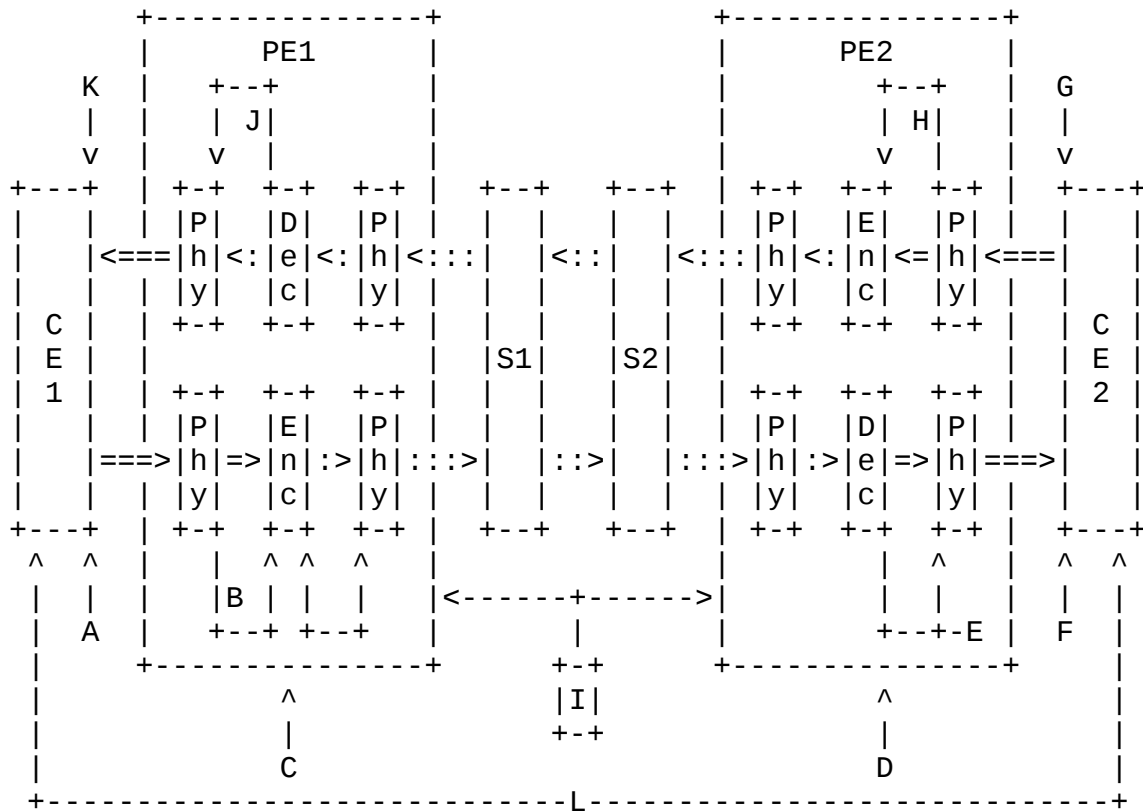 +---------------+               +---------------+
       |      PE1      |               |      PE2      |
    K  |   +--+        |               |        +--+   |  G
    |  |   | J|        |               |        | H|   |  |
    v  |   v  |        |               |        v  |   |  v
+---+  | +-+  +-+  +-+ |  +--+   +--+  | +-+  +-+  +-+ |  +---+
|   |  | |P|  |D|  |P| |  |  |   |  |  | |P|  |E|  |P| |  |   |
|   |<===|h|<:|e|<:|h|<:::|  |<::|  |<:::|h|<:|n|<=|h|<===|   |
|   |  | |y|  |c|  |y| |  |  |   |  |  | |y|  |c|  |y| |  |   |
| C |  | +-+  +-+  +-+ |  |  |   |  |  | +-+  +-+  +-+ |  | C |
| E |  |               |  |S1|   |S2|  |               |  | E |
| 1 |  | +-+  +-+  +-+ |  |  |   |  |  | +-+  +-+  +-+ |  | 2 |
|   |  | |P|  |E|  |P| |  |  |   |  |  | |P|  |D|  |P| |  |   |
|   |===>|h|=>|n|:>|h|:::>|  |::>|  |:::>|h|:>|e|=>|h|===>|   |
|   |  | |y|  |c|  |y| |  |  |   |  |  | |y|  |c|  |y| |  |   |
+---+  | +-+  +-+  +-+ |  +--+   +--+  | +-+  +-+  +-+ |  +---+
 ^  ^  |   |  ^ ^  ^   |               |        |  ^   |  ^  ^
 |  |  |   |B | |  |   |<------+------>|        |  |   |  |  |
 |  A  |   +--+ +--+   |       |       |        +--+-E |  F  |
 |     +---------------+      +-+      +---------------+     |
 |             ^              |I|               ^            |
 |             |              +-+               |            |
 |             C                                D            |
 +-----------------------------L-----------------------------+